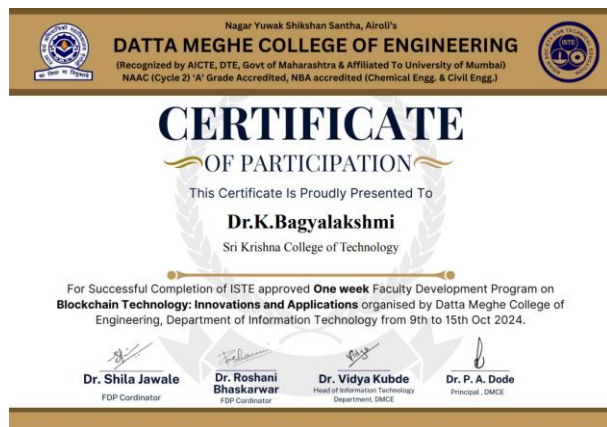 Nagar Yuwak Shikshan Santha, Airoli's
DATTA MEGHE COLLEGE OF ENGINEERING
(Recognized by AICTE, DTE, Govt of Maharashtra & Affiliated To University of Mumbai)
NAAC (Cycle 2) 'A' Grade Accredited, NBA accredited (Chemical Engg. & Civil Engg.)
ISTE
CERTIFICATE
OF PARTICIPATION
This Certificate Is Proudly Presented To
Dr.K.Bagyalakshmi
Sri Krishna College of Technology
For Successful Completion of ISTE approved One week Faculty Development Program on
Blockchain Technology: Innovations and Applications organised by Datta Meghe College of
Engineering, Department of Information Technology from 9th to 15th Oct 2024.
Dr. Shila Jawale
FDP Cordinator
Dr. Roshani
Bhaskarwar
FDP Cordinator
Dr. Vidya Kubde
Head of Information Technology
Department, DMCE
Dr. P. A. Dode
Principal , DMCE